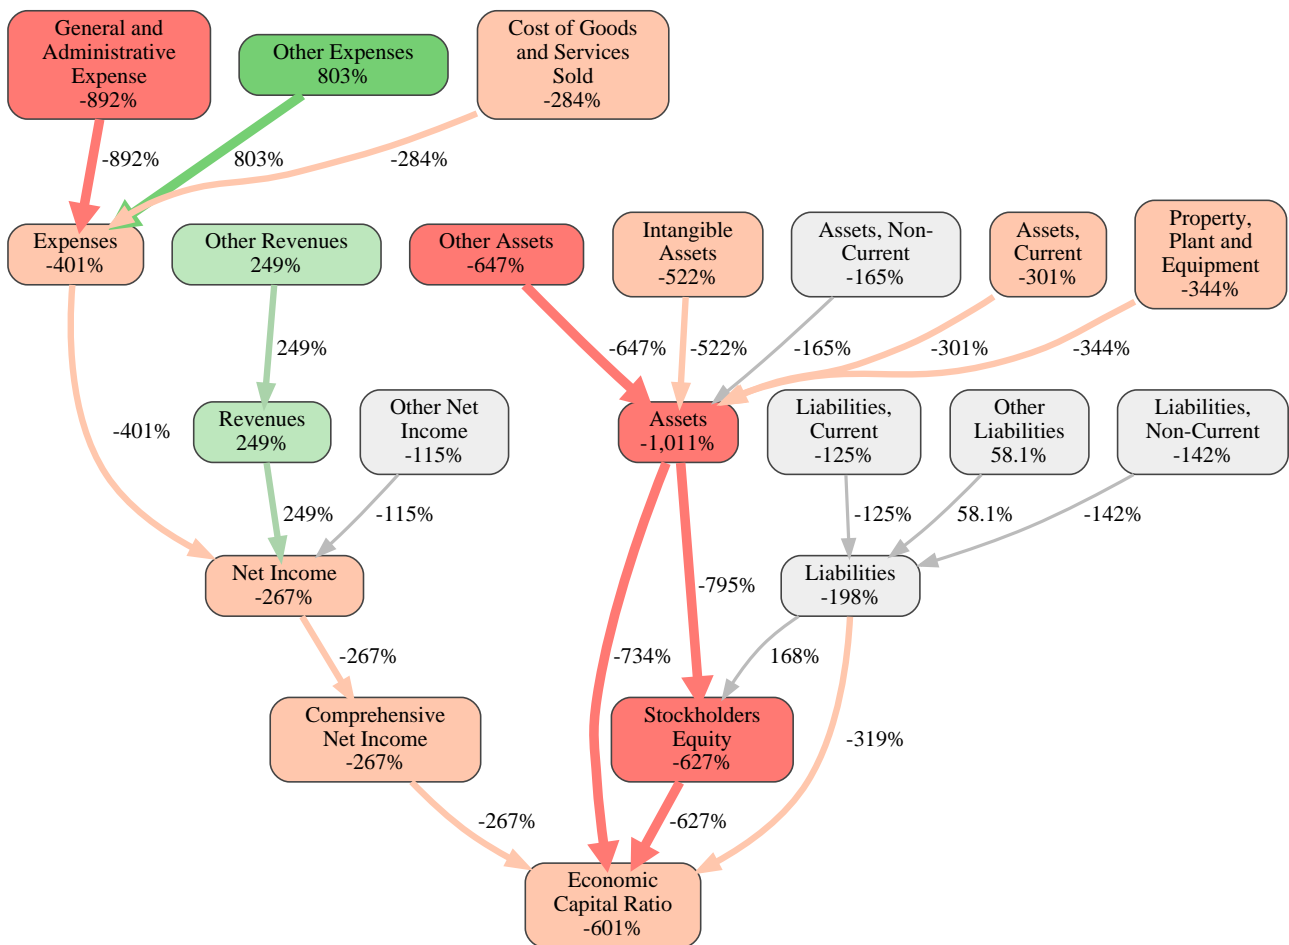 General and
Administrative
Expense
-892%
Other Expenses
803%
Cost of Goods
and Services
Sold
-284%
-892%
803%
-284%
Expenses
-401%
Other Revenues
249%
Other Assets
-647%
Intangible
Assets
-522%
Assets, Non-
Current
-165%
Assets,
Current
-301%
Property,
Plant and
Equipment
-344%
249%
-647%
-522%
-165%
-301%
-344%
-401%
Revenues
249%
Other Net
Income
-115%
Assets
-1,011%
Liabilities,
Current
-125%
Other
Liabilities
58.1%
Liabilities,
Non-Current
-142%
249%
-115%
-125%
58.1%
-142%
Net Income
-267%
-795%
Liabilities
-198%
-267%
-734%
168%
-319%
Comprehensive
Net Income
-267%
Stockholders
Equity
-627%
-267%
-627%
Economic
Capital Ratio
-601%